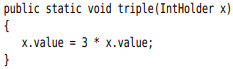 public static void triple(IntHolder x)
{
   x.value = 3 * x.value;
}